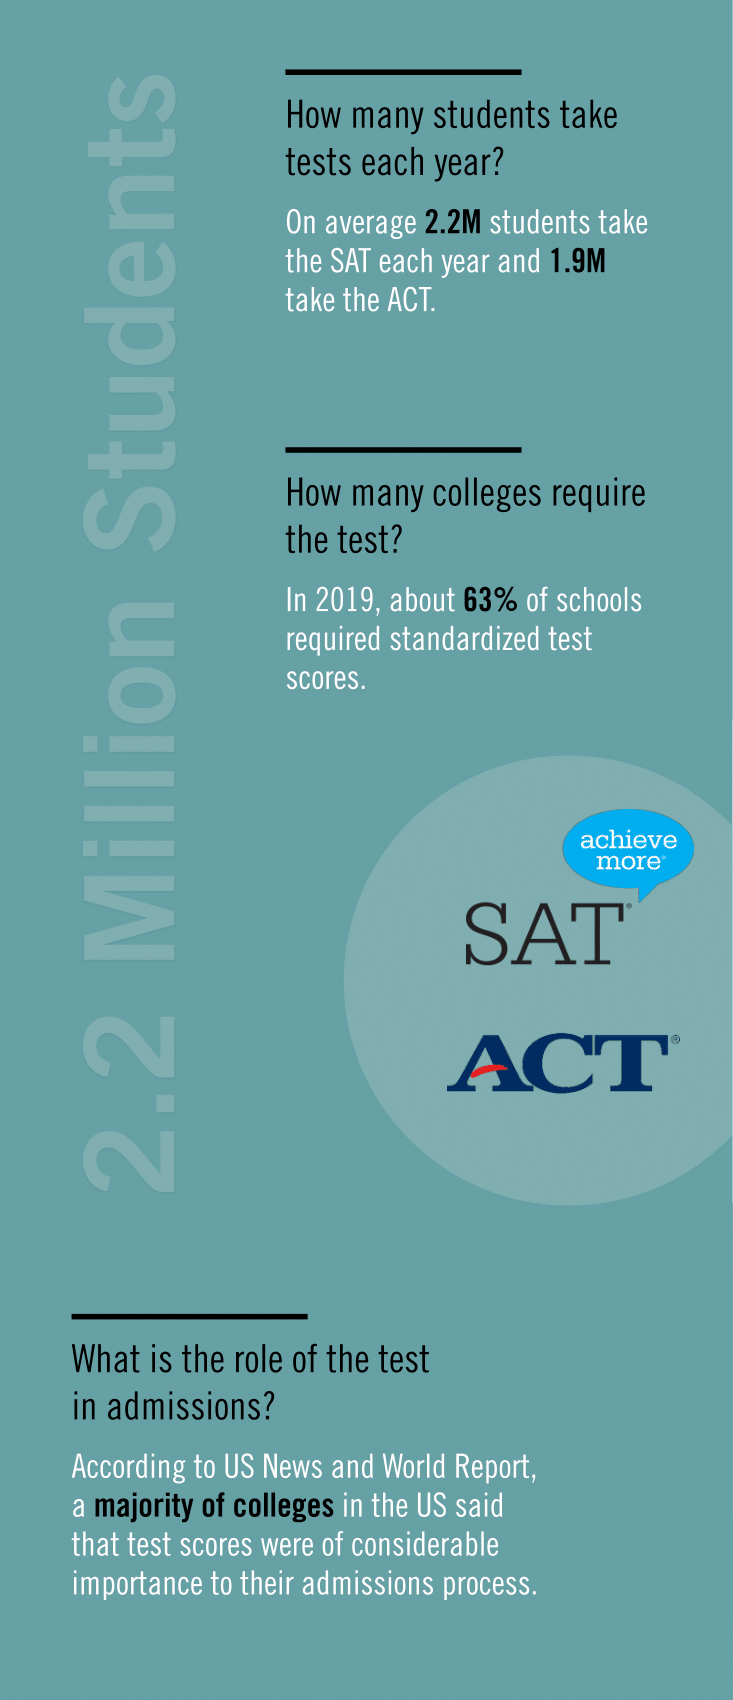 2.2 Million Students
How many students take
tests each year?
On average 2.2M students take
the SAT each year and 1.9M
take the ACT.
How many colleges require
the test?
In 2019, about 63% of schools
required standardized test
scores.
achieve
more®
SAT®
ACT®
What is the role of the test
in admissions?
According to US News and World Report,
a majority of colleges in the US said
that test scores were of considerable
importance to their admissions process.